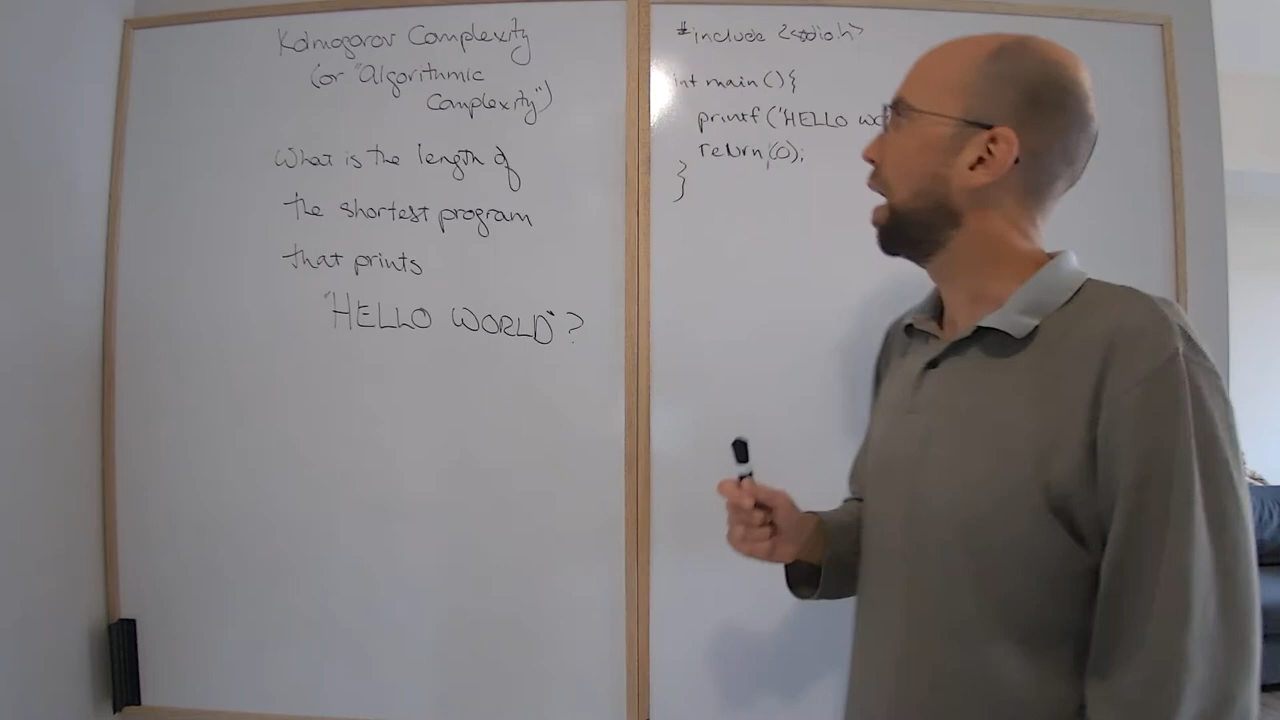 Kolmogorov Complexity
(or "Algorithmic
Complexity")
What is the length of
the shortest program
that prints
"HELLO WORLD"?
#include <stdio.h>
int main(){
printf("HELLO
return(0);
}